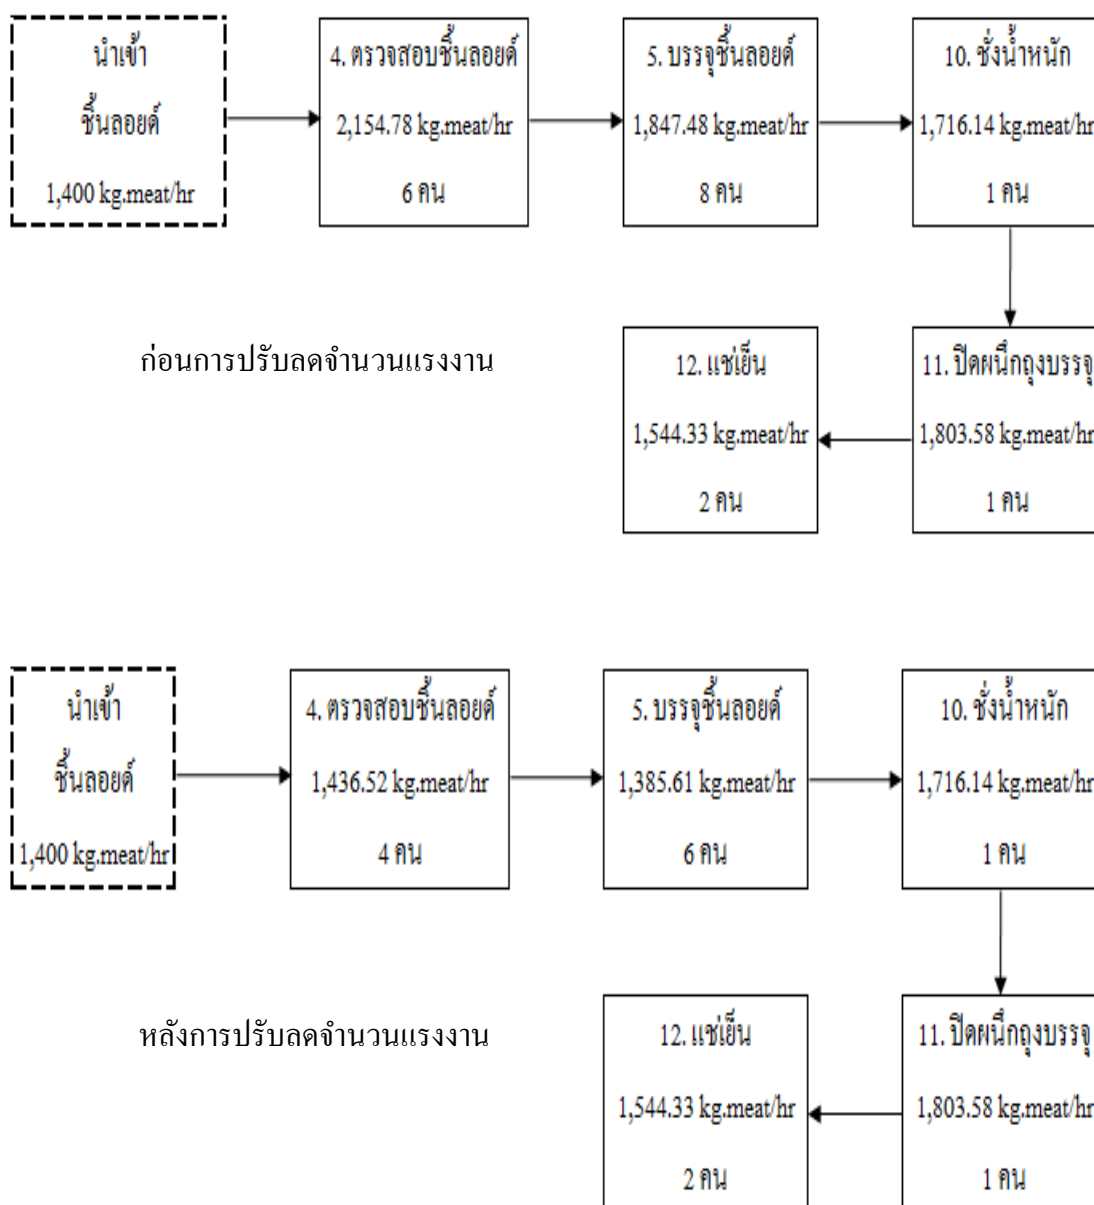 นำเข้า
ชิ้นลอยด์
1,400 kg.meat/hr
4. ตรวจสอบชิ้นลอยด์
2,154.78 kg.meat/hr
6 คน
5. บรรจุชิ้นลอยด์
1,847.48 kg.meat/hr
8 คน
10. ชั่งน้ำหนัก
1,716.14 kg.meat/hr
1 คน
ก่อนการปรับลดจำนวนแรงงาน
12. แช่เย็น
1,544.33 kg.meat/hr
2 คน
11. ปิดผนึกถุงบรรจุ
1,803.58 kg.meat/hr
1 คน
นำเข้า
ชิ้นลอยด์
1,400 kg.meat/hr
4. ตรวจสอบชิ้นลอยด์
1,436.52 kg.meat/hr
4 คน
5. บรรจุชิ้นลอยด์
1,385.61 kg.meat/hr
6 คน
10. ชั่งน้ำหนัก
1,716.14 kg.meat/hr
1 คน
หลังการปรับลดจำนวนแรงงาน
12. แช่เย็น
1,544.33 kg.meat/hr
2 คน
11. ปิดผนึกถุงบรรจุ
1,803.58 kg.meat/hr
1 คน